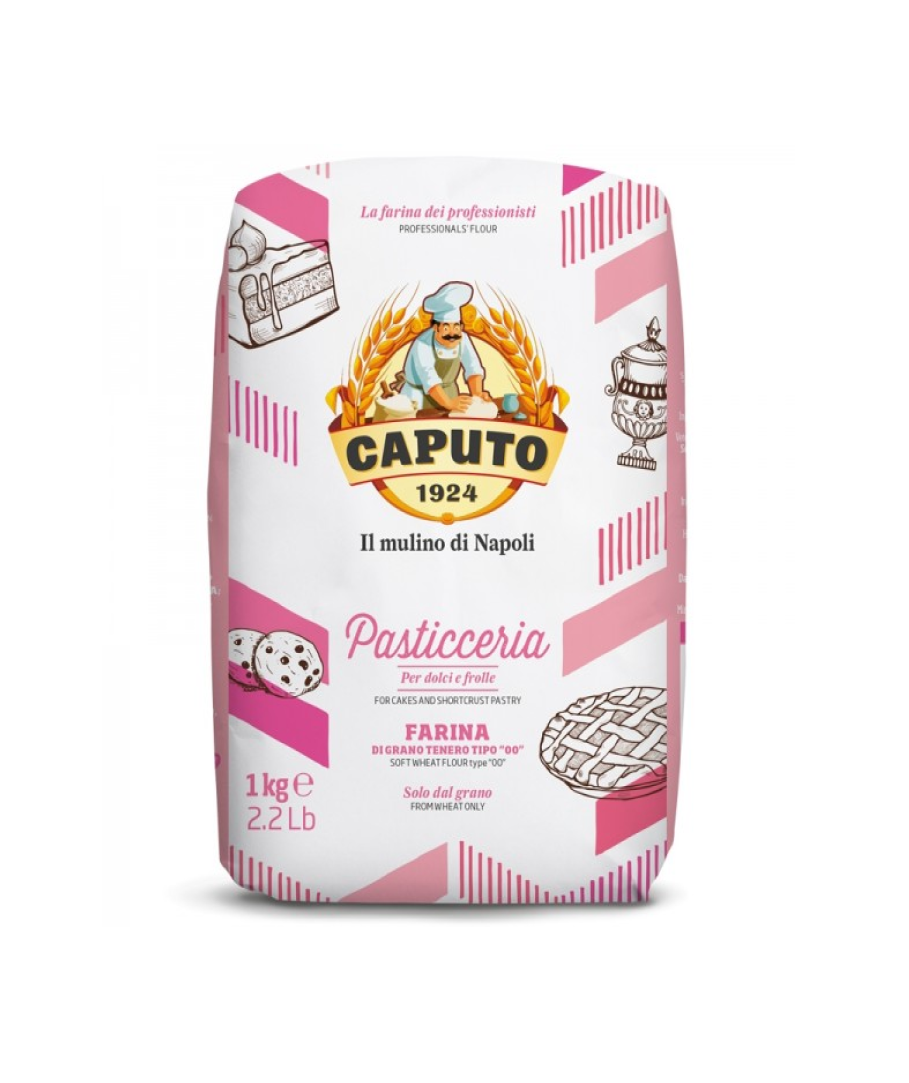 La farina dei professionisti
PROFESSIONALS' FLOUR
CAPUTO
1924
Il mulino di Napoli
Pasticceria
Per dolci e frolle
FOR CAKES AND SHORTCRUST PASTRY
FARINA
DI GRANO TENERO TIPO "00"
SOFT WHEAT FLOUR type "00"
1 kg ℮
2.2 Lb
Solo dal grano
FROM WHEAT ONLY